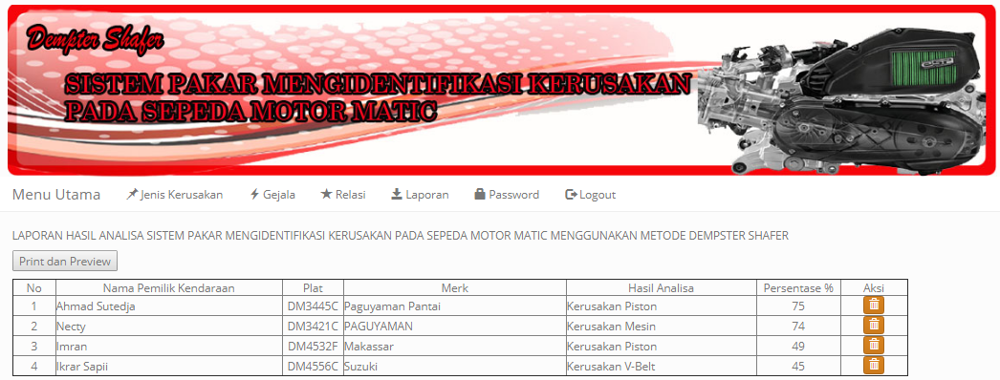 Dempter Shafer
SISTEM PAKAR MENGIDENTIFIKASI KERUSAKAN
PADA SEPEDA MOTOR MATIC
Menu Utama Jenis Kerusakan Gejala Relasi Laporan Password Logout
LAPORAN HASIL ANALISA SISTEM PAKAR MENGIDENTIFIKASI KERUSAKAN PADA SEPEDA MOTOR MATIC MENGGUNAKAN METODE DEMPSTER SHAFER
Print dan Preview
No Nama Pemilik Kendaraan Plat Merk Hasil Analisa Persentase % Aksi
1 Ahmad Sutedja DM3445C Paguyaman Pantai Kerusakan Piston 75
2 Necty DM3421C PAGUYAMAN Kerusakan Mesin 74
3 Imran DM4532F Makassar Kerusakan Piston 49
4 Ikrar Sapii DM4556C Suzuki Kerusakan V-Belt 45